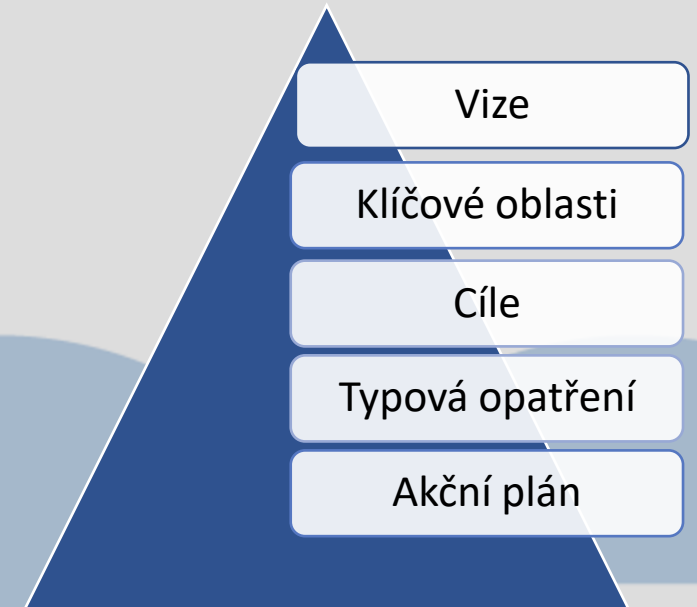 Vize
Klíčové oblasti
Cíle
Typová opatření
Akční plán